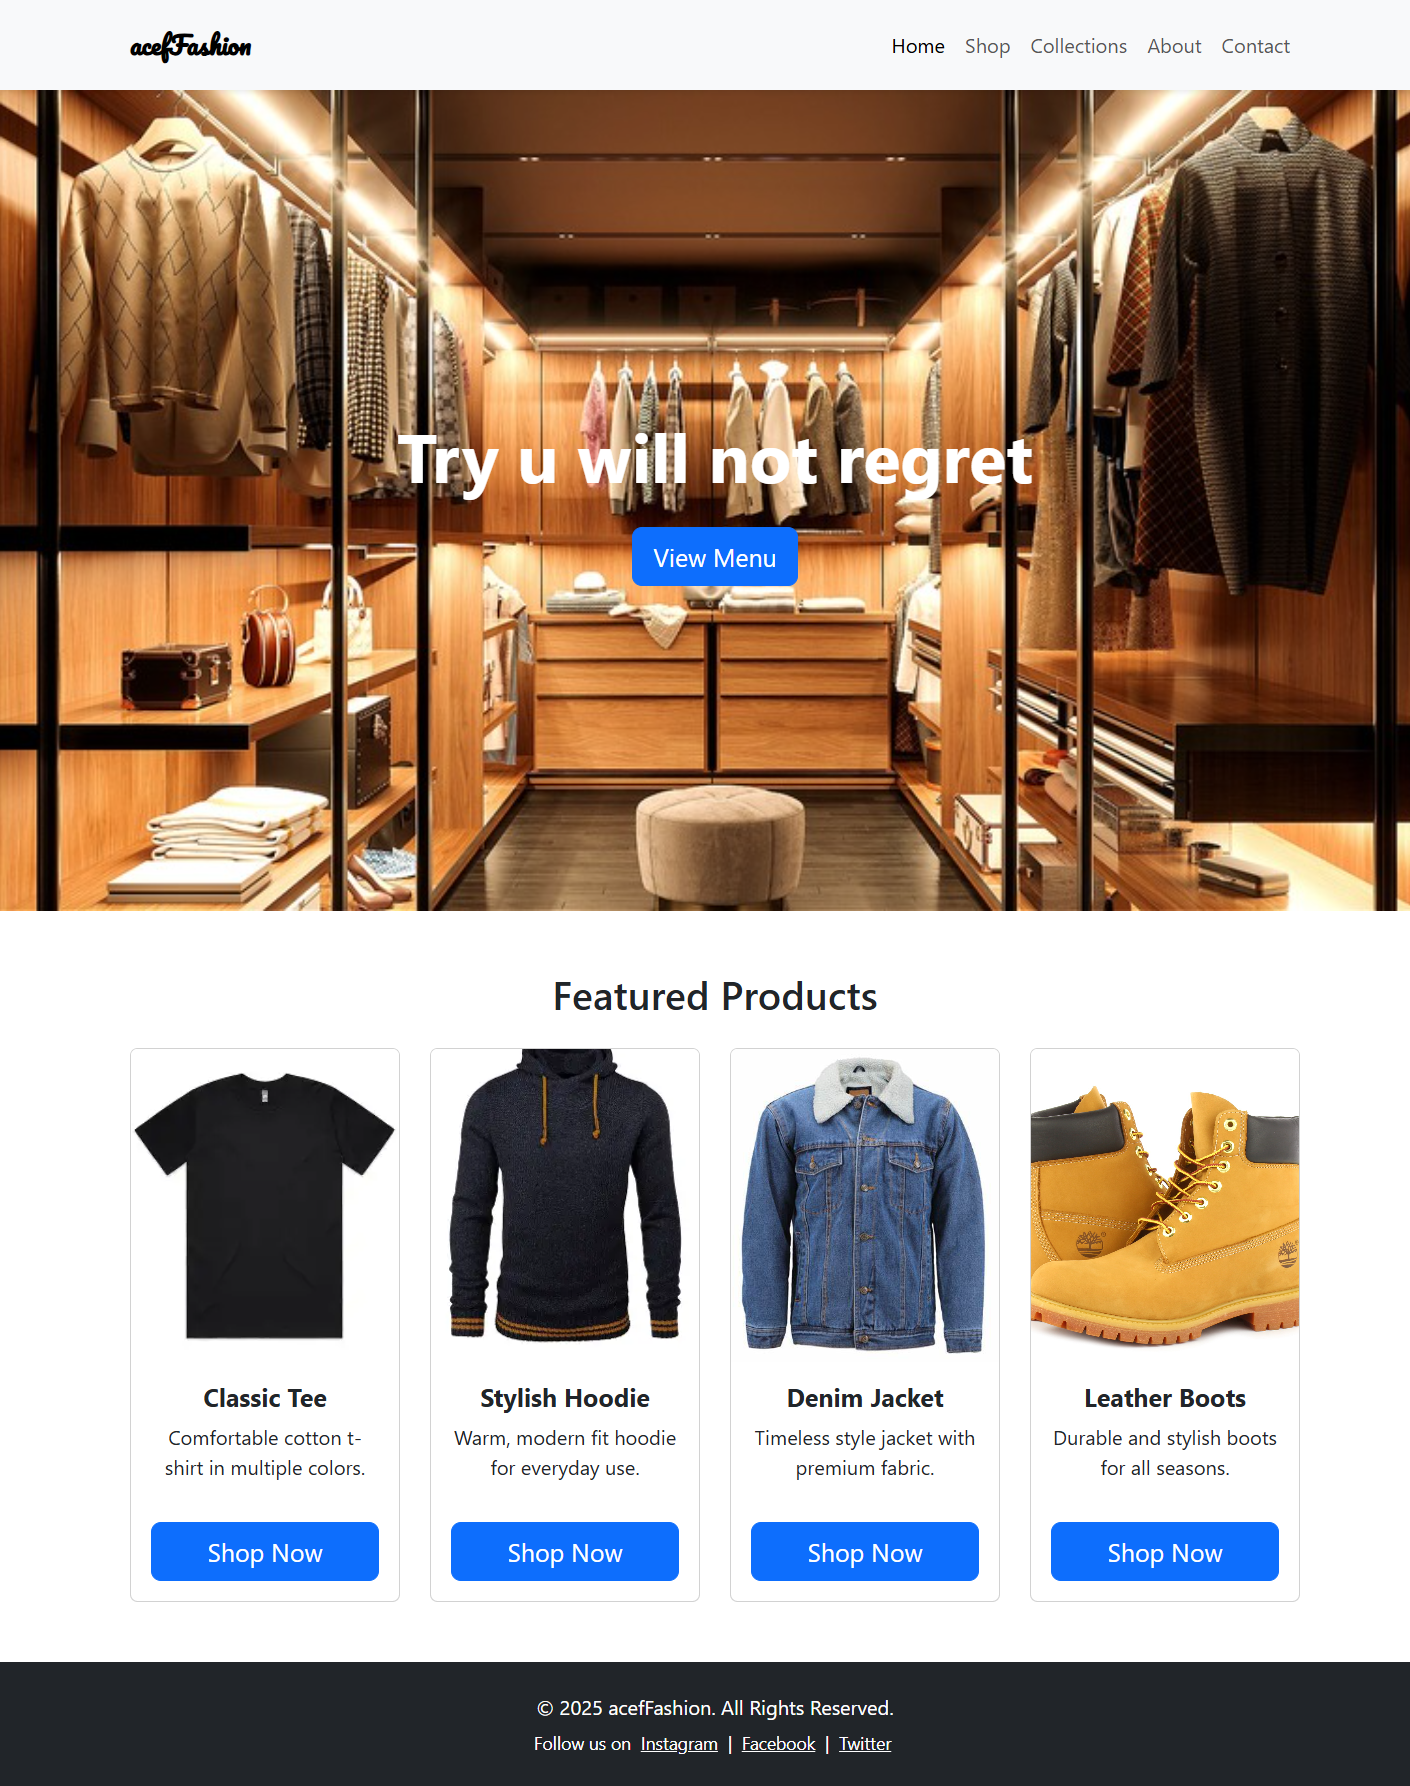 acefFashion
Home Shop Collections About Contact
Try u will not regret
View Menu
Featured Products
Classic Tee
Comfortable cotton t-
shirt in multiple colors.
Shop Now
Stylish Hoodie
Warm, modern fit hoodie
for everyday use.
Shop Now
Denim Jacket
Timeless style jacket with
premium fabric.
Shop Now
Leather Boots
Durable and stylish boots
for all seasons.
Shop Now
© 2025 acefFashion. All Rights Reserved.
Follow us on Instagram | Facebook | Twitter